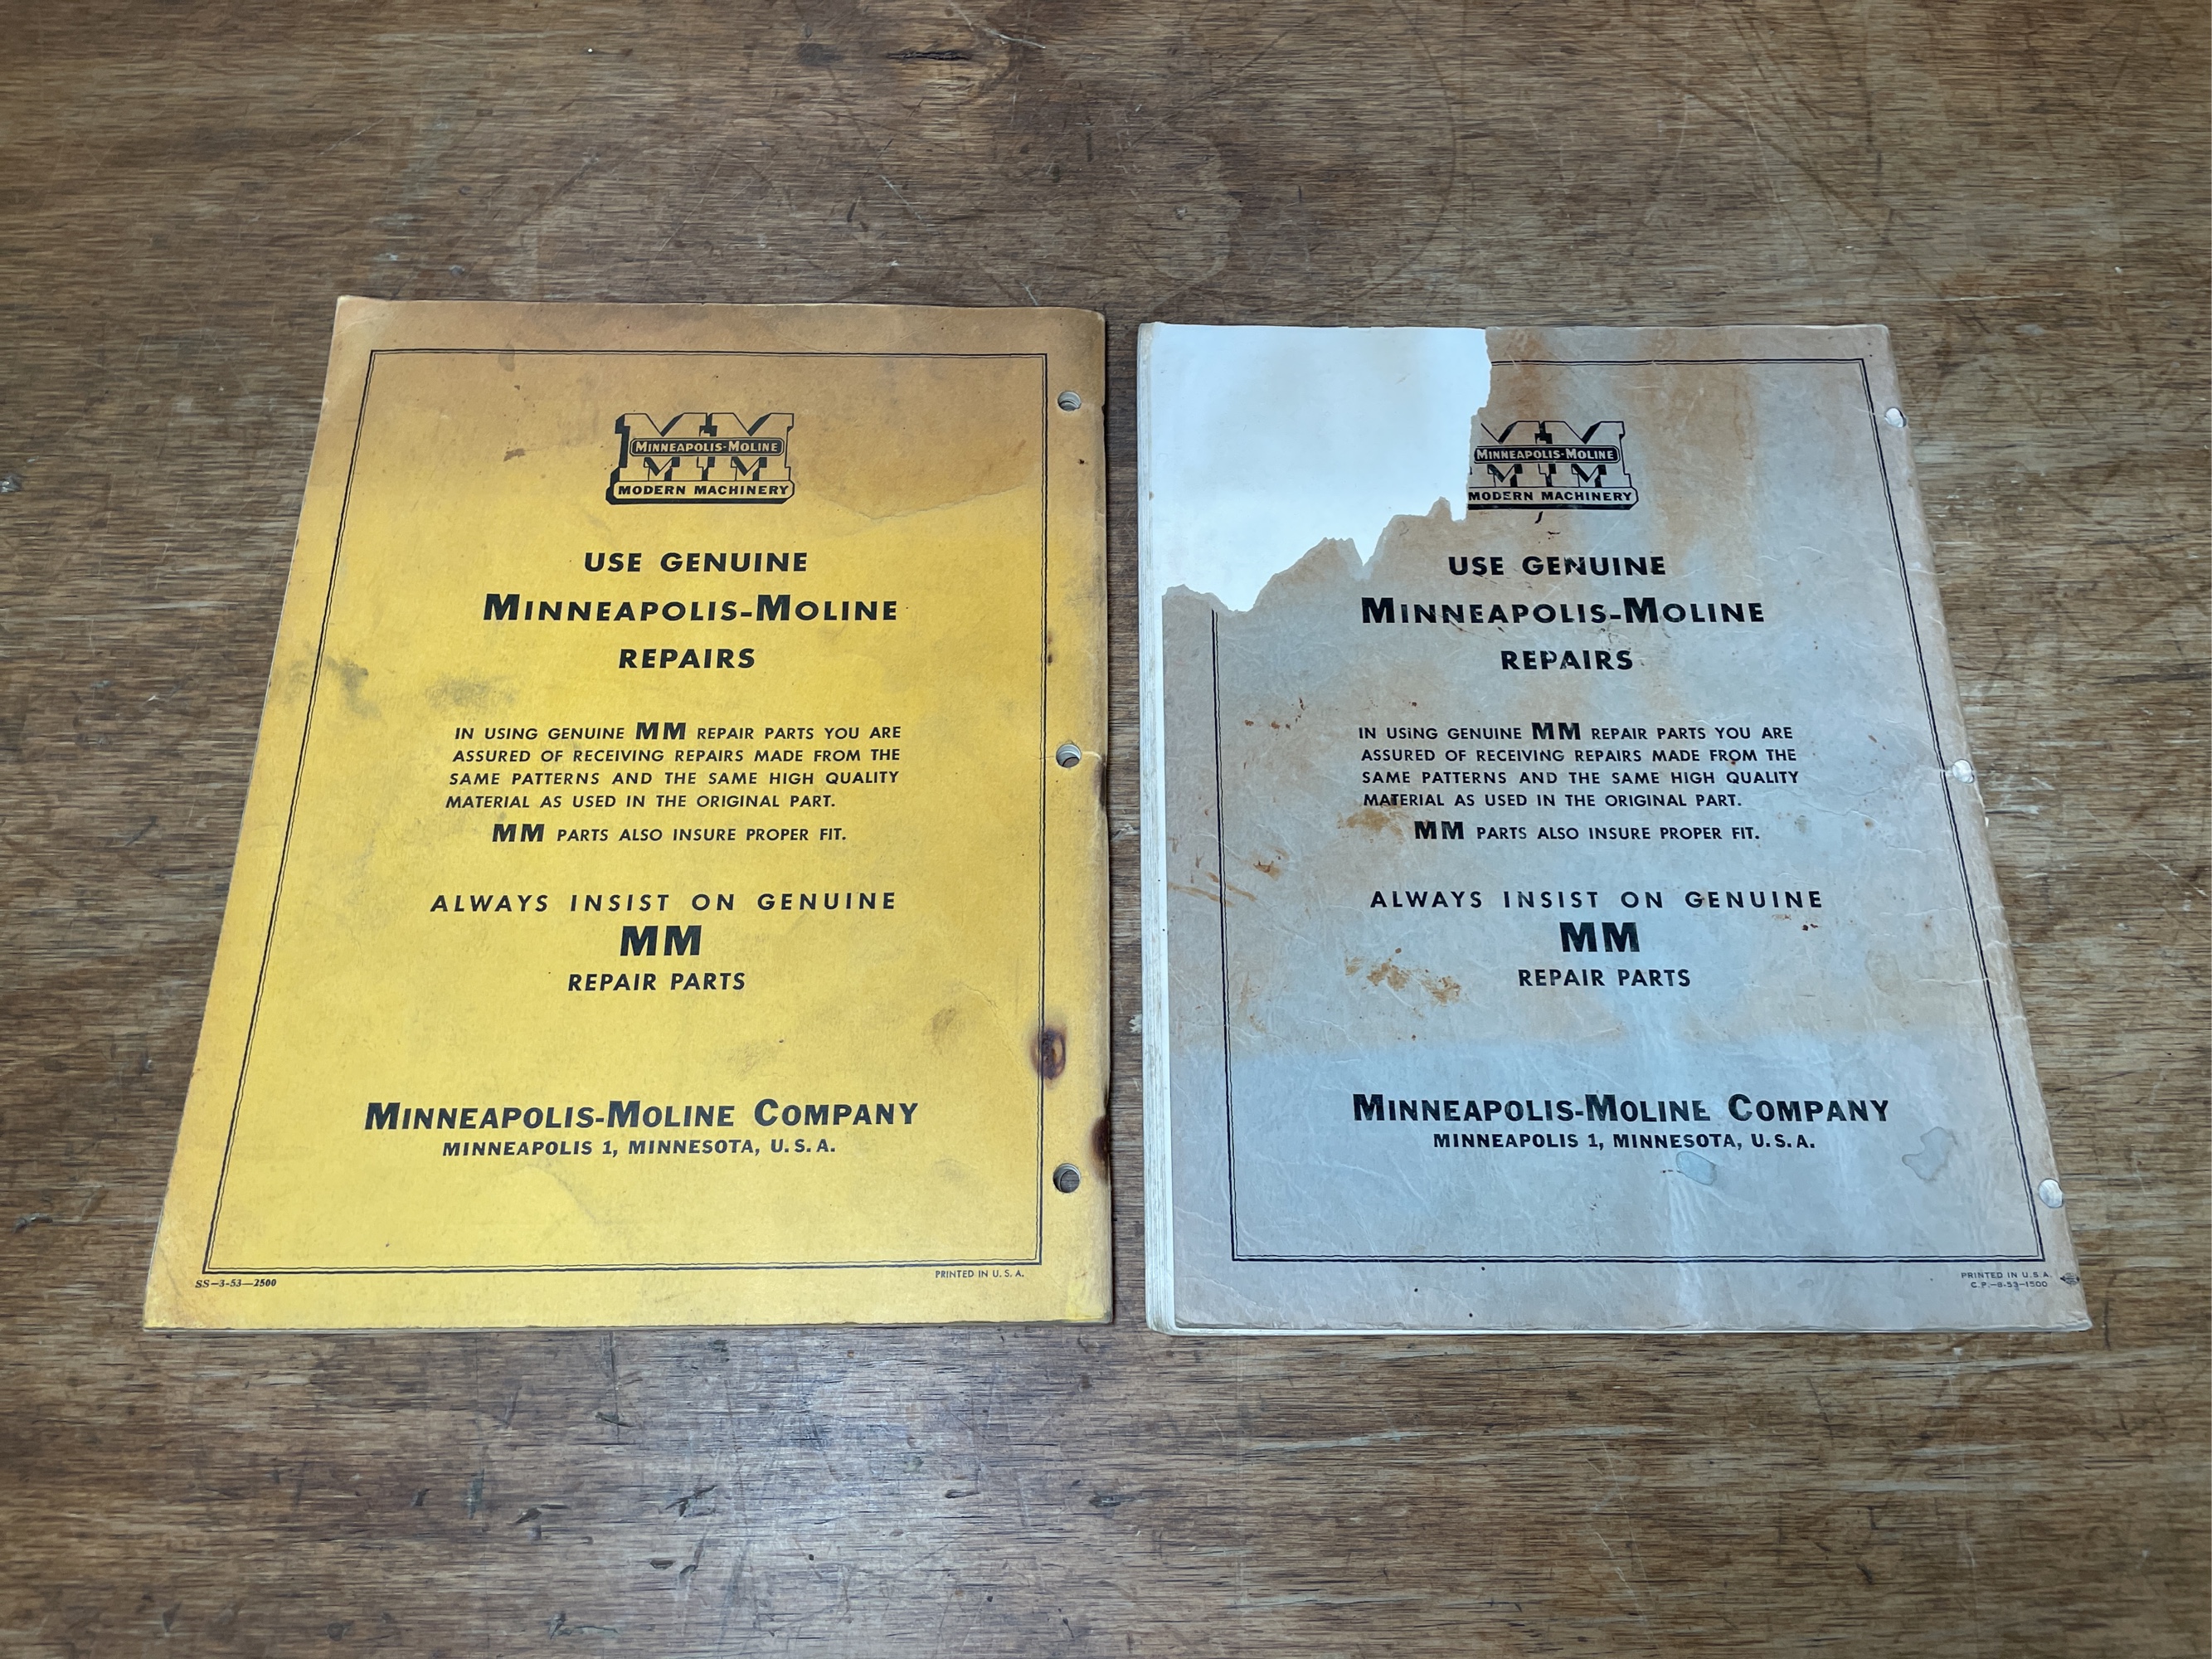 MINNEAPOLIS-MOLINE
MODERN MACHINERY
USE GENUINE
MINNEAPOLIS-MOLINE
REPAIRS
IN USING GENUINE MM REPAIR PARTS YOU ARE
ASSURED OF RECEIVING REPAIRS MADE FROM THE
SAME PATTERNS AND THE SAME HIGH QUALITY
MATERIAL AS USED IN THE ORIGINAL PART.
MM PARTS ALSO INSURE PROPER FIT.
ALWAYS INSIST ON GENUINE
MM
REPAIR PARTS
MINNEAPOLIS-MOLINE COMPANY
MINNEAPOLIS 1, MINNESOTA, U.S.A.
SS-3-53-2500
PRINTED IN U.S.A.
MINNEAPOLIS-MOLINE
MODERN MACHINERY
USE GENUINE
MINNEAPOLIS-MOLINE
REPAIRS
IN USING GENUINE MM REPAIR PARTS YOU ARE
ASSURED OF RECEIVING REPAIRS MADE FROM THE
SAME PATTERNS AND THE SAME HIGH QUALITY
MATERIAL AS USED IN THE ORIGINAL PART.
MM PARTS ALSO INSURE PROPER FIT.
ALWAYS INSIST ON GENUINE
MM
REPAIR PARTS
MINNEAPOLIS-MOLINE COMPANY
MINNEAPOLIS 1, MINNESOTA, U.S.A.
PRINTED IN U.S.A.